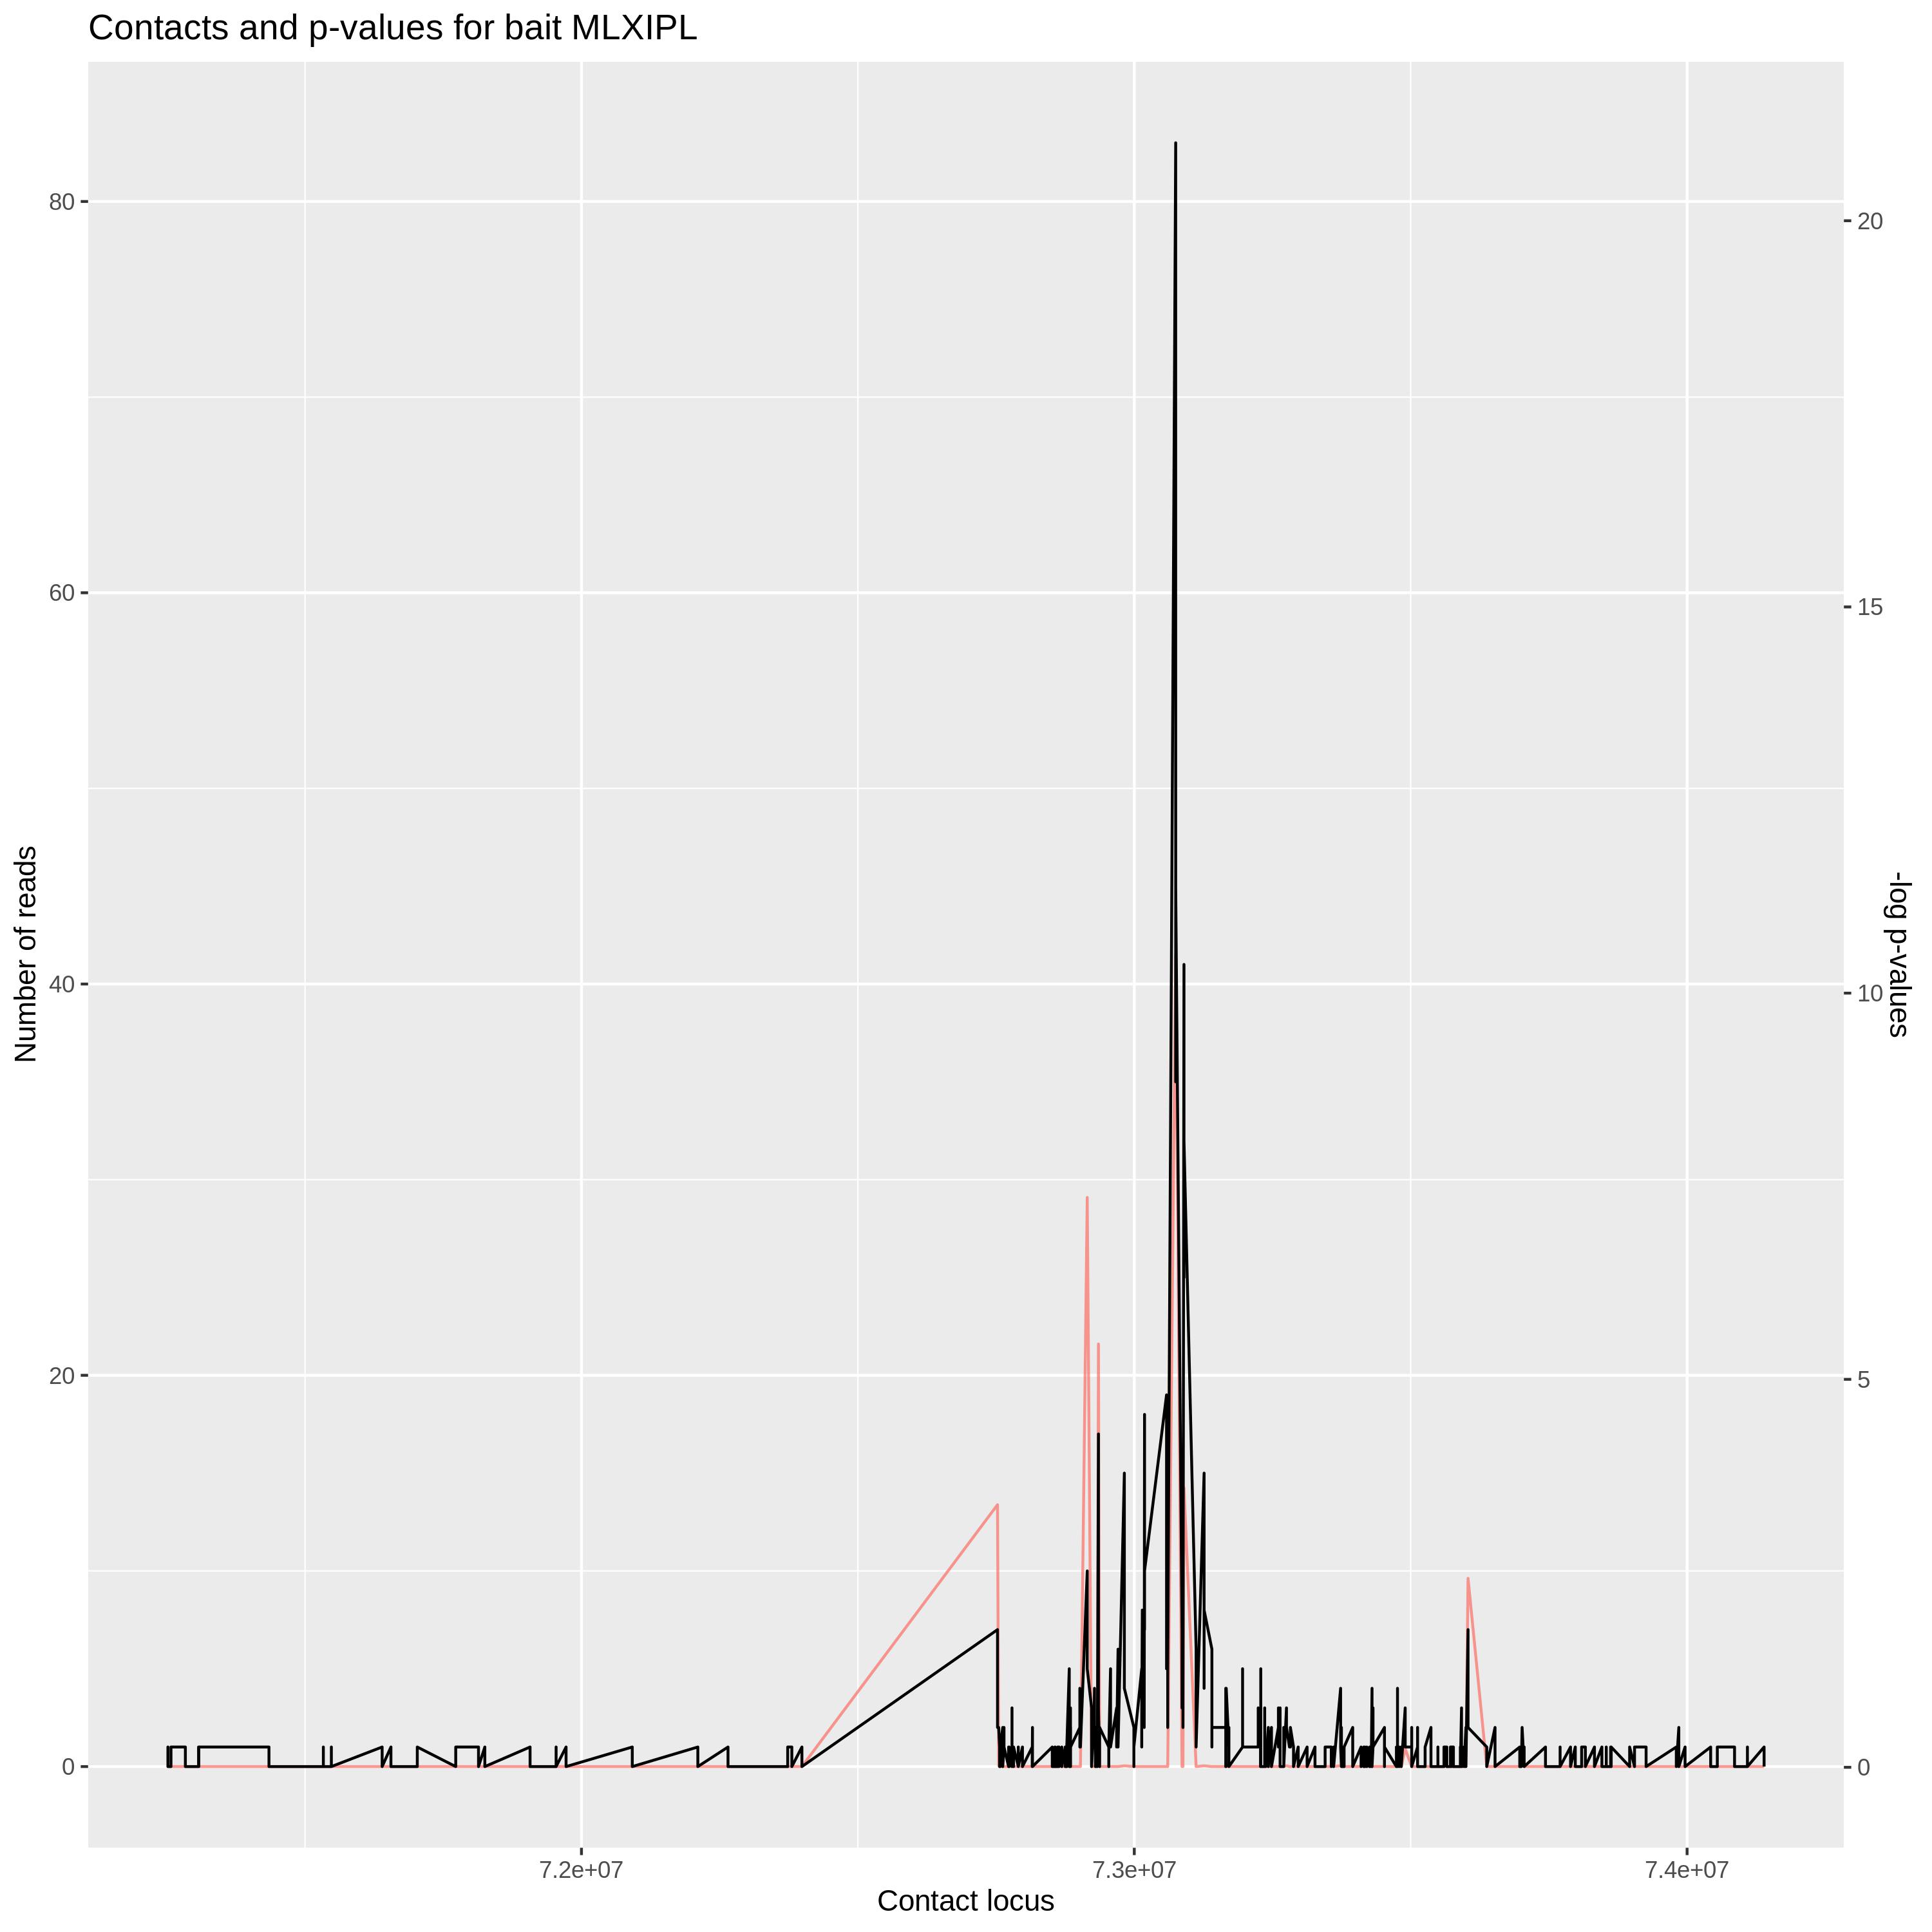 Contacts and p-values for bait MLXIPL
80
60
40
20
0
Number of reads
20
15
10
5
0
-log p-values
7.2e+07
7.3e+07
7.4e+07
Contact locus